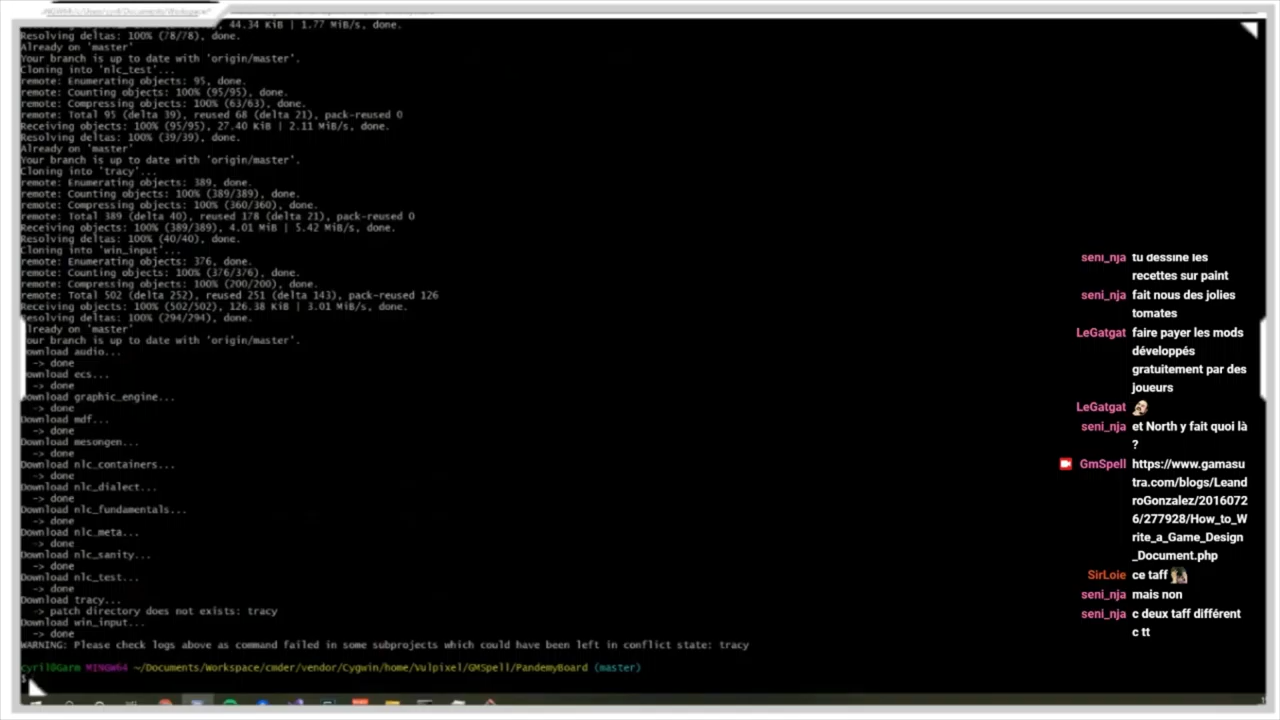 44.34 KiB | 1.77 MiB/s, done.
Resolving deltas: 100% (78/78), done.
Already on 'master'
Your branch is up to date with 'origin/master'.
Cloning into 'nlc_test'...
remote: Enumerating objects: 95, done.
remote: Counting objects: 100% (95/95), done.
remote: Compressing objects: 100% (63/63), done.
remote: Total 95 (delta 39), reused 68 (delta 21), pack-reused 0
Receiving objects: 100% (95/95), 27.40 KiB | 2.11 MiB/s, done.
Resolving deltas: 100% (39/39), done.
Already on 'master'
Your branch is up to date with 'origin/master'.
Cloning into 'tracy'...
remote: Enumerating objects: 389, done.
remote: Counting objects: 100% (389/389), done.
remote: Compressing objects: 100% (360/360), done.
remote: Total 389 (delta 40), reused 178 (delta 21), pack-reused 0
Receiving objects: 100% (389/389), 4.01 MiB | 5.42 MiB/s, done.
Resolving deltas: 100% (40/40), done.
Cloning into 'win_input'...
remote: Enumerating objects: 376, done.
remote: Counting objects: 100% (376/376), done.
remote: Compressing objects: 100% (200/200), done.
remote: Total 502 (delta 252), reused 251 (delta 143), pack-reused 126
Receiving objects: 100% (502/502), 126.38 KiB | 3.01 MiB/s, done.
Resolving deltas: 100% (294/294), done.
Already on 'master'
Your branch is up to date with 'origin/master'.
Download audio...
-> done
Download ecs...
-> done
Download graphic_engine...
-> done
Download mdf...
-> done
Download mesongen...
-> done
Download nlc_containers...
-> done
Download nlc_dialect...
-> done
Download nlc_fundamentals...
-> done
Download nlc_meta...
-> done
Download nlc_sanity...
-> done
Download nlc_test...
-> done
Download tracy...
-> patch directory does not exists: tracy
Download win_input...
-> done
WARNING: Please check logs above as command failed in some subprojects which could have been left in conflict state: tracy
cyril@Garm MINGW64 ~/Documents/Workspace/cmder/vendor/Cygwin/home/Vulpixel/GMSpell/PandemyBoard (master)
$
seni_nja tu dessine les
recettes sur paint
seni_nja fait nous des jolies
tomates
LeGatgat faire payer les mods
développés
gratuitement par des
joueurs
LeGatgat
seni_nja et North y fait quoi là
?
GmSpell https://www.gamasu
tra.com/blogs/Leand
roGonzalez/2016072
6/277928/How_to_W
rite_a_Game_Design
_Document.php
SirLoie ce taff
seni_nja mais non
seni_nja c deux taff différent
c tt